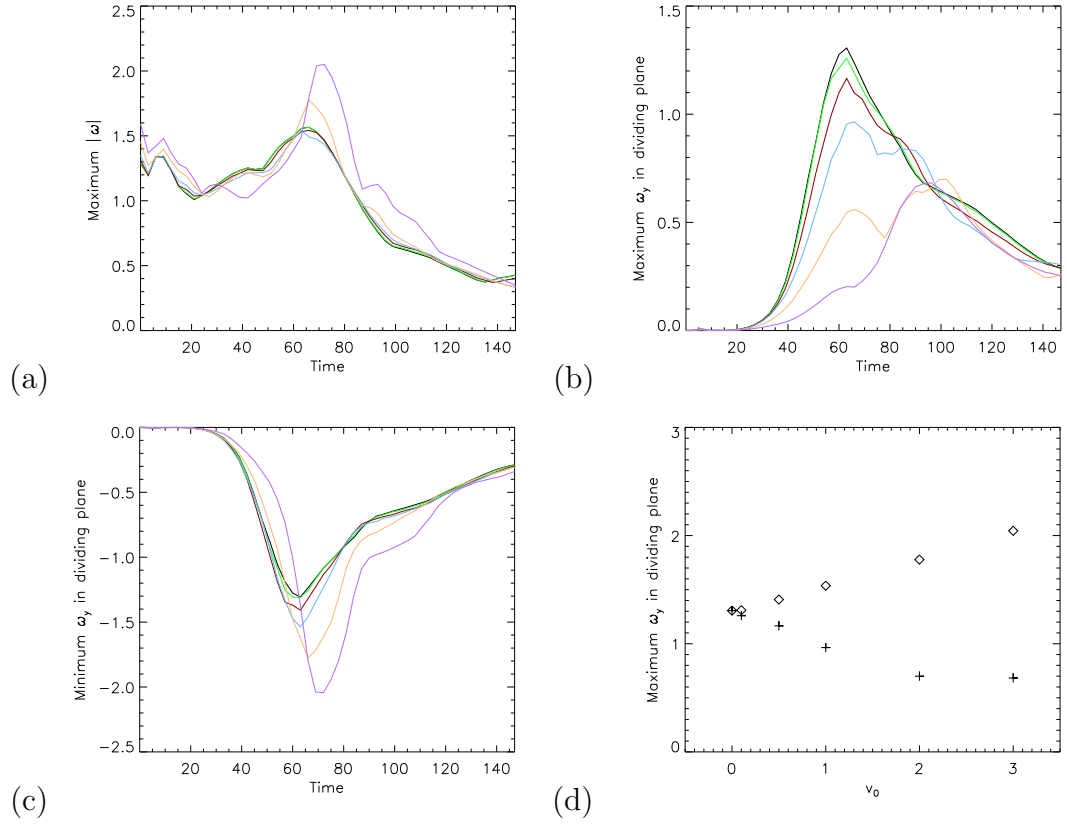 2.5
2.0
1.5
1.0
0.5
0.0
Maximum |ω|
20 40 60 80 100 120 140
Time
(a)
1.5
1.0
0.5
0.0
Maximum ω_y in dividing plane
20 40 60 80 100 120 140
Time
(b)
0.0
−0.5
−1.0
−1.5
−2.0
−2.5
Minimum ω_y in dividing plane
20 40 60 80 100 120 140
Time
(c)
3
2
1
0
Maximum ω_y in dividing plane
0 1 2 3
v_0
(d)